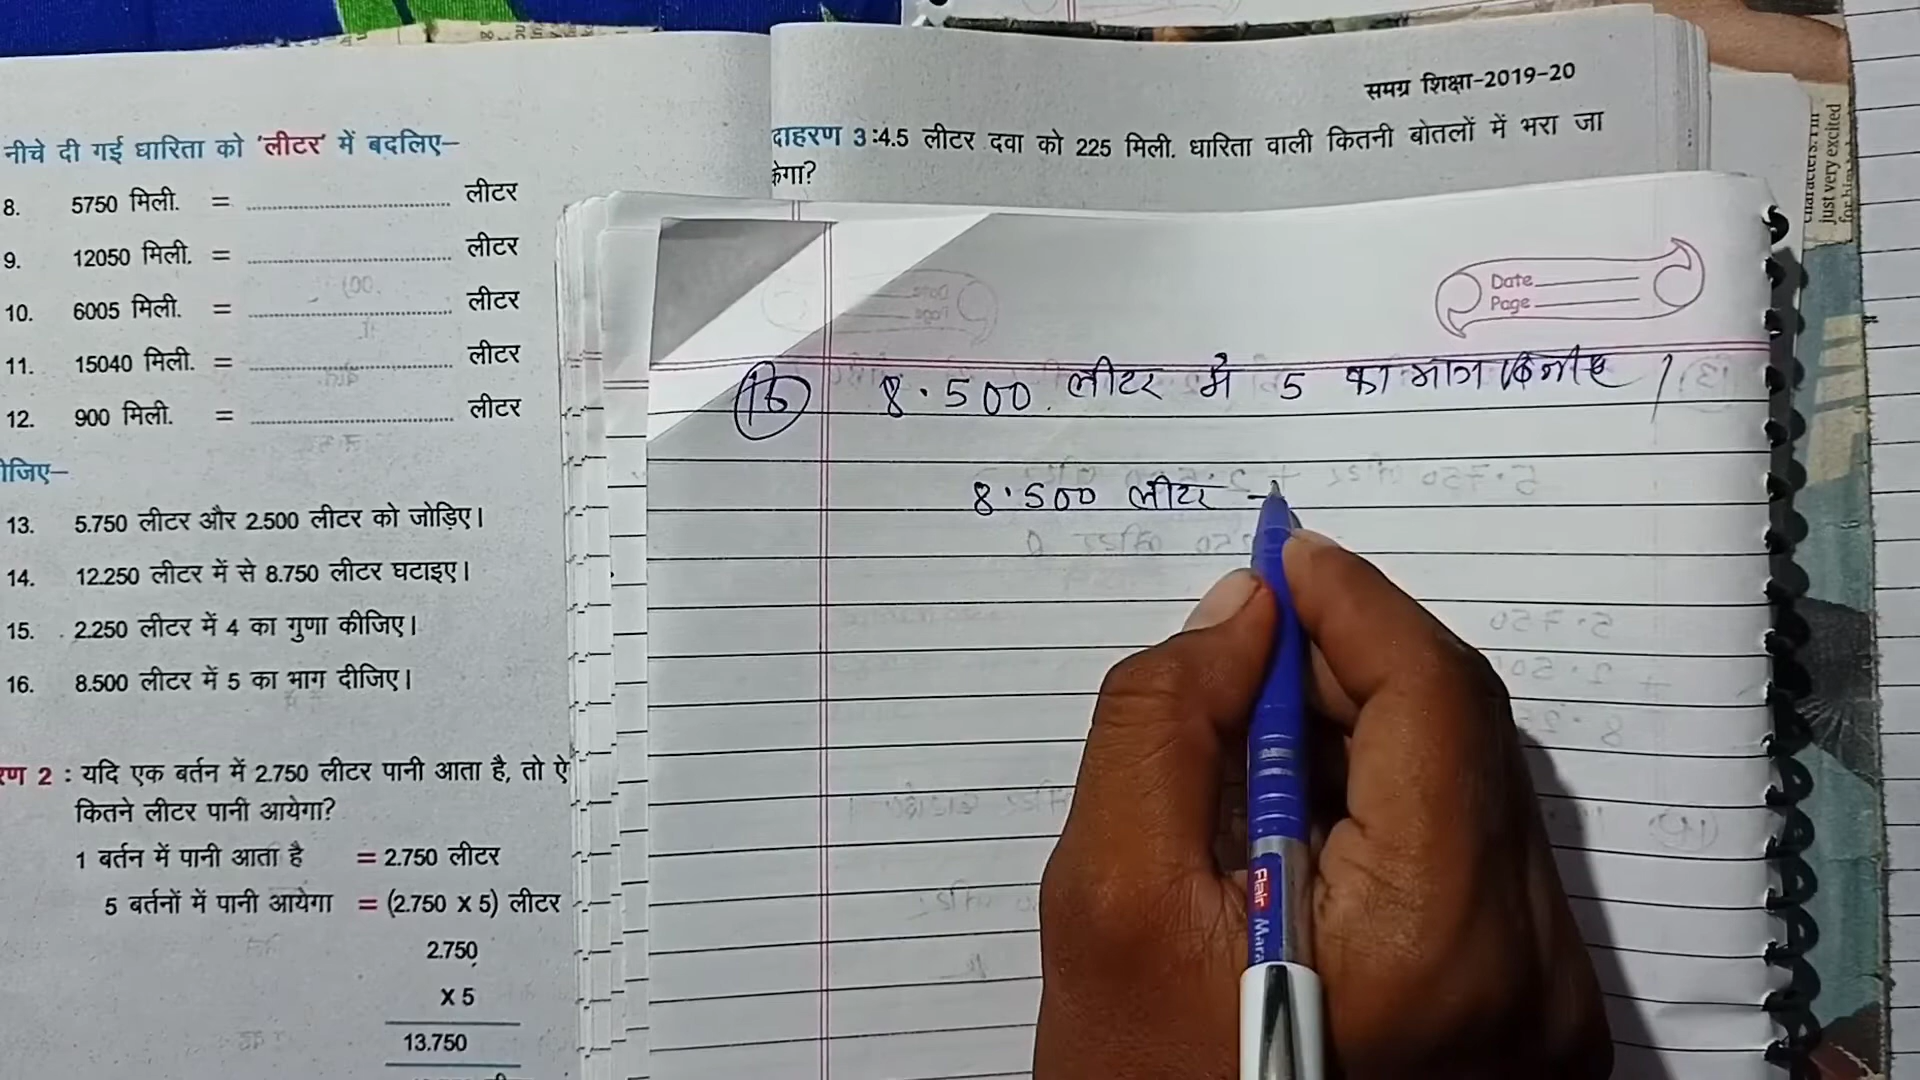 नीचे दी गई धारिता को 'लीटर' में बदलिए–
8. 5750 मिली. = .................... लीटर
9. 12050 मिली. = .................... लीटर
10. 6005 मिली. = .................... लीटर
11. 15040 मिली. = .................... लीटर
12. 900 मिली. = .................... लीटर
ीजिए–
13. 5.750 लीटर और 2.500 लीटर को जोड़िए।
14. 12.250 लीटर में से 8.750 लीटर घटाइए।
15. 2.250 लीटर में 4 का गुणा कीजिए।
16. 8.500 लीटर में 5 का भाग दीजिए।
रण 2 : यदि एक बर्तन में 2.750 लीटर पानी आता है, तो ऐ
कितने लीटर पानी आयेगा?
1 बर्तन में पानी आता है = 2.750 लीटर
5 बर्तनों में पानी आयेगा = (2.750 X 5) लीटर
2.750
X 5
13.750
समग्र शिक्षा-2019-20
दाहरण 3:4.5 लीटर दवा को 225 मिली. धारिता वाली कितनी बोतलों में भरा जा
केगा?
Date
Page
16 8.500 लीटर में 5 का भाग
8.500 लीटर
Flair
characters. I'm
just very excited